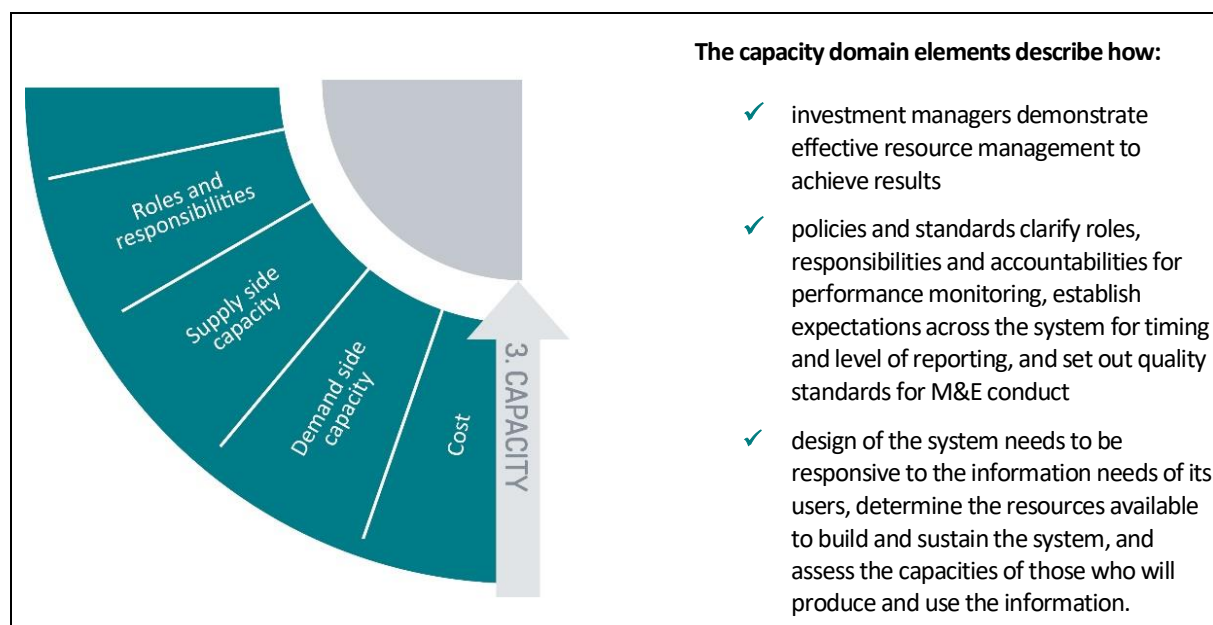 Roles and
responsibilities
Supply side
capacity
Demand side
capacity
Cost
3. CAPACITY
The capacity domain elements describe how:
✓ investment managers demonstrate
effective resource management to
achieve results
✓ policies and standards clarify roles,
responsibilities and accountabilities for
performance monitoring, establish
expectations across the system for timing
and level of reporting, and set out quality
standards for M&E conduct
✓ design of the system needs to be
responsive to the information needs of its
users, determine the resources available
to build and sustain the system, and
assess the capacities of those who will
produce and use the information.